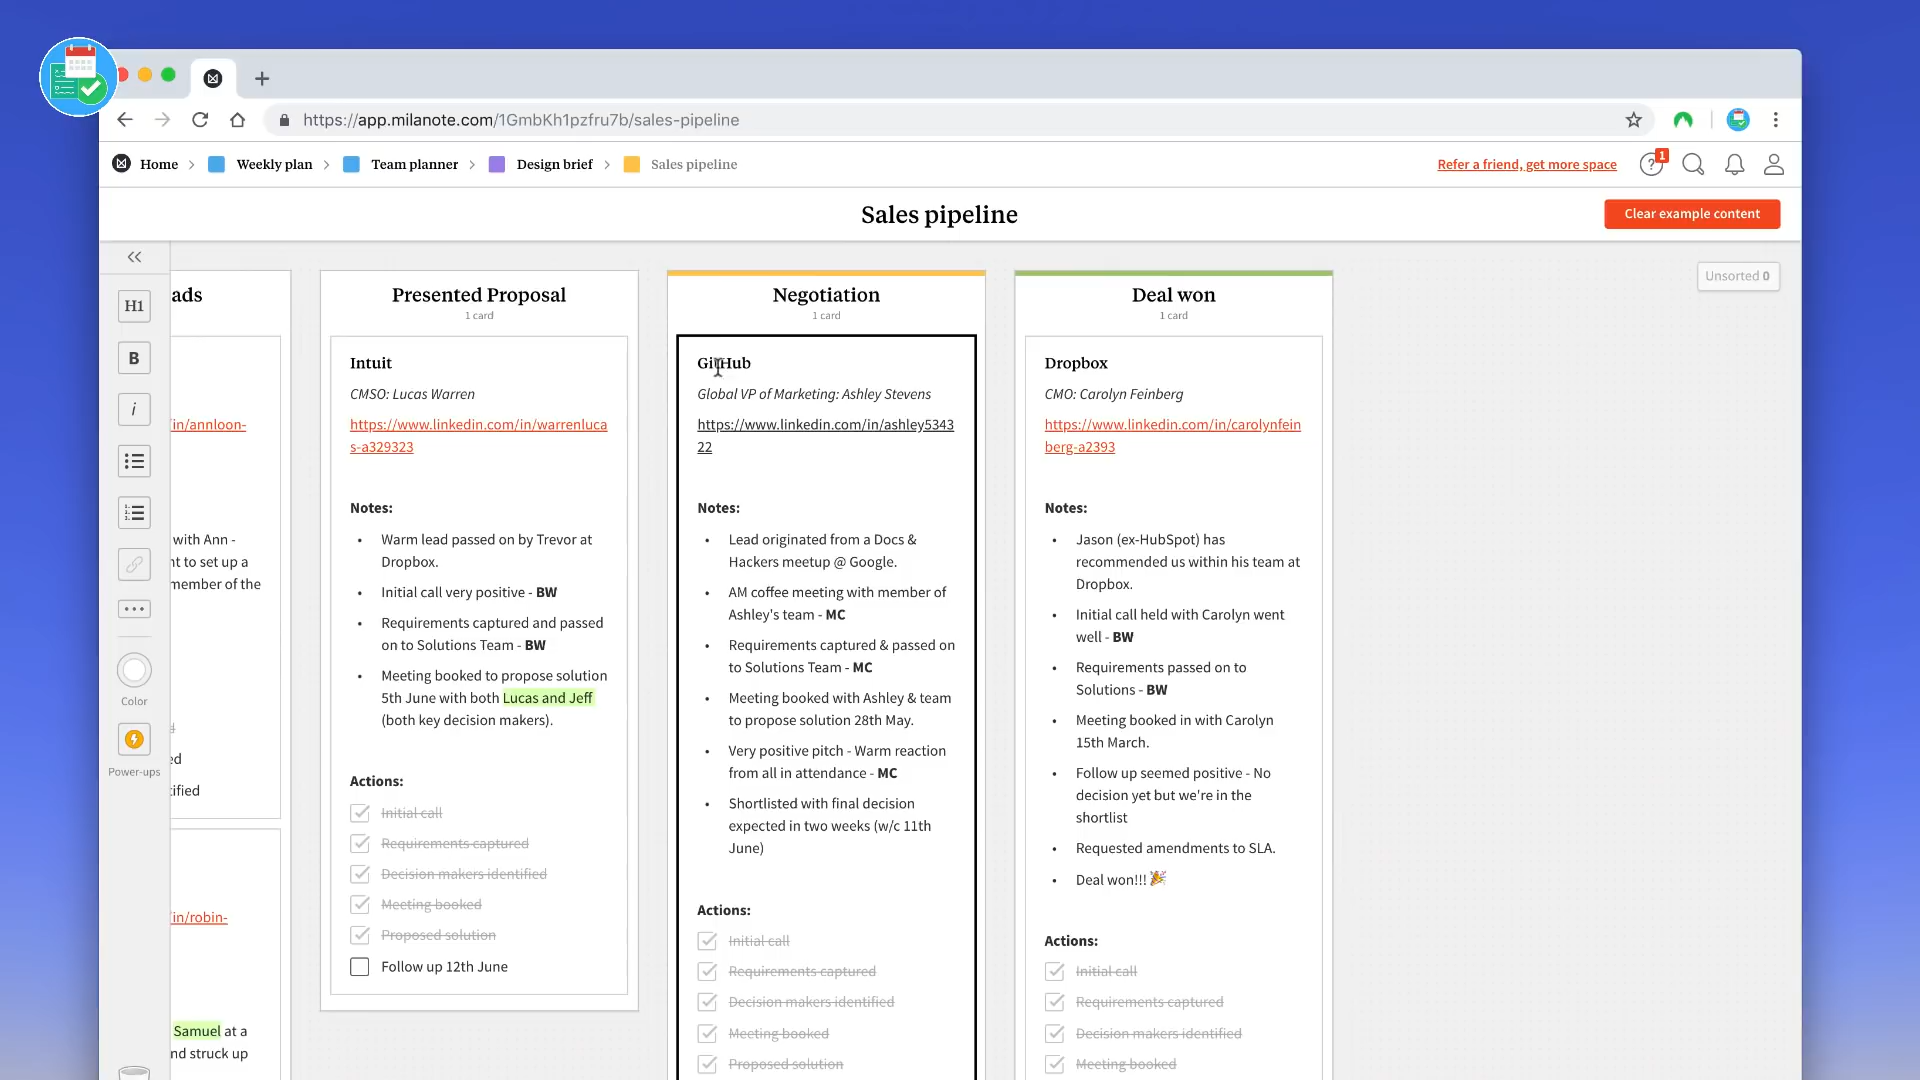 https://app.milanote.com/1GmbKh1pzfru7b/sales-pipeline
Home > Weekly plan > Team planner > Design brief > Sales pipeline
Refer a friend, get more space
1
Sales pipeline
Clear example content
Unsorted 0
H1
B
i
Color
Power-ups
ads
in/annloon-
with Ann -
nt to set up a
member of the
ed
tified
in/robin-
Samuel at a
nd struck up
Presented Proposal
1 card
Intuit
CMSO: Lucas Warren
https://www.linkedin.com/in/warrenluca
s-a329323
Notes:
• Warm lead passed on by Trevor at
Dropbox.
• Initial call very positive - BW
• Requirements captured and passed
on to Solutions Team - BW
• Meeting booked to propose solution
5th June with both Lucas and Jeff
(both key decision makers).
Actions:
Initial call
Requirements captured
Decision makers identified
Meeting booked
Proposed solution
Follow up 12th June
Negotiation
1 card
GitHub
Global VP of Marketing: Ashley Stevens
https://www.linkedin.com/in/ashley5343
22
Notes:
• Lead originated from a Docs &
Hackers meetup @ Google.
• AM coffee meeting with member of
Ashley's team - MC
• Requirements captured & passed on
to Solutions Team - MC
• Meeting booked with Ashley & team
to propose solution 28th May.
• Very positive pitch - Warm reaction
from all in attendance - MC
• Shortlisted with final decision
expected in two weeks (w/c 11th
June)
Actions:
Initial call
Requirements captured
Decision makers identified
Meeting booked
Proposed solution
Deal won
1 card
Dropbox
CMO: Carolyn Feinberg
https://www.linkedin.com/in/carolynfein
berg-a2393
Notes:
• Jason (ex-HubSpot) has
recommended us within his team at
Dropbox.
• Initial call held with Carolyn went
well - BW
• Requirements passed on to
Solutions - BW
• Meeting booked in with Carolyn
15th March.
• Follow up seemed positive - No
decision yet but we're in the
shortlist
• Requested amendments to SLA.
• Deal won!!! 🎉
Actions:
Initial call
Requirements captured
Decision makers identified
Meeting booked